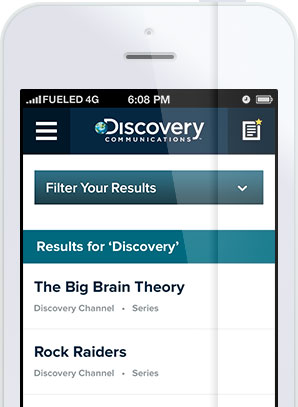 FUELED 4G 6:08 PM
Discovery
COMMUNICATIONS
Filter Your Results
Results for ‘Discovery’
The Big Brain Theory
Discovery Channel • Series
Rock Raiders
Discovery Channel • Series